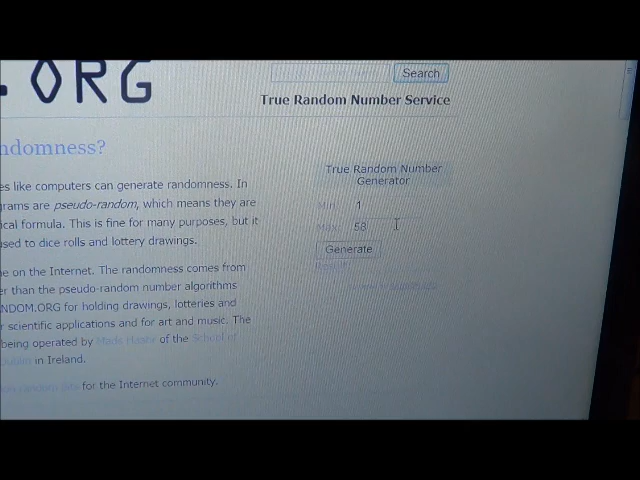 .ORG
Search
True Random Number Service
ndomness?
True Random Number
Generator
es like computers can generate randomness. In
grams are pseudo-random, which means they are
ical formula. This is fine for many purposes, but it
used to dice rolls and lottery drawings.
Min: 1
Max: 58
Generate
Result:
e on the Internet. The randomness comes from
er than the pseudo-random number algorithms
NDOM.ORG for holding drawings, lotteries and
r scientific applications and for art and music. The
being operated by Mads Haahr of the School of
in Ireland.
for the Internet community.